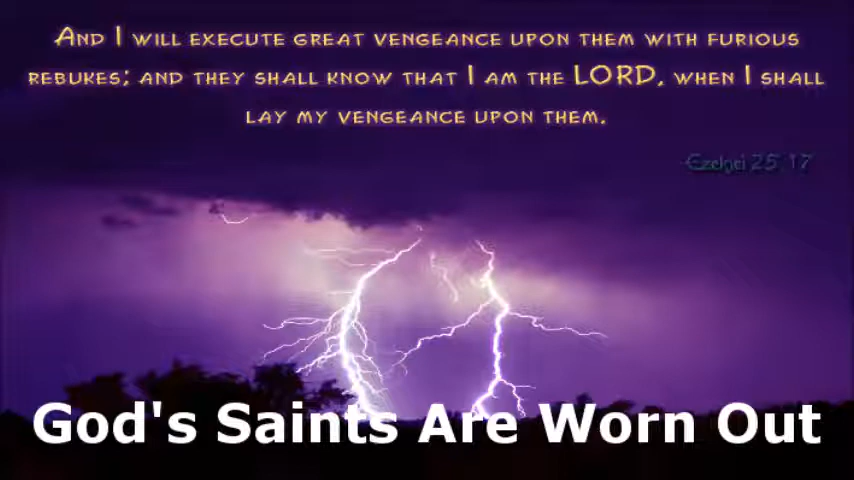 And I will execute great vengeance upon them with furious
rebukes; and they shall know that I am the LORD, when I shall
lay my vengeance upon them.
Ezekiel 25 17
God's Saints Are Worn Out